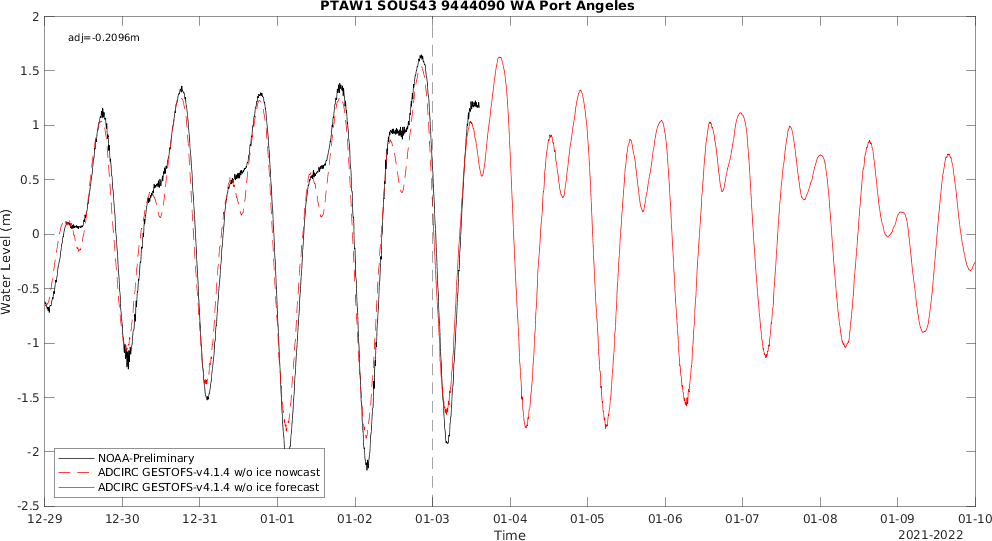 PTAW1 SOUS43 9444090 WA Port Angeles
adj=-0.2096m
2
1.5
1
0.5
0
-0.5
-1
-1.5
-2
-2.5
Water Level (m)
NOAA-Preliminary
ADCIRC GESTOFS-v4.1.4 w/o ice nowcast
ADCIRC GESTOFS-v4.1.4 w/o ice forecast
12-29 12-30 12-31 01-01 01-02 01-03 01-04 01-05 01-06 01-07 01-08 01-09 01-10
Time
2021-2022